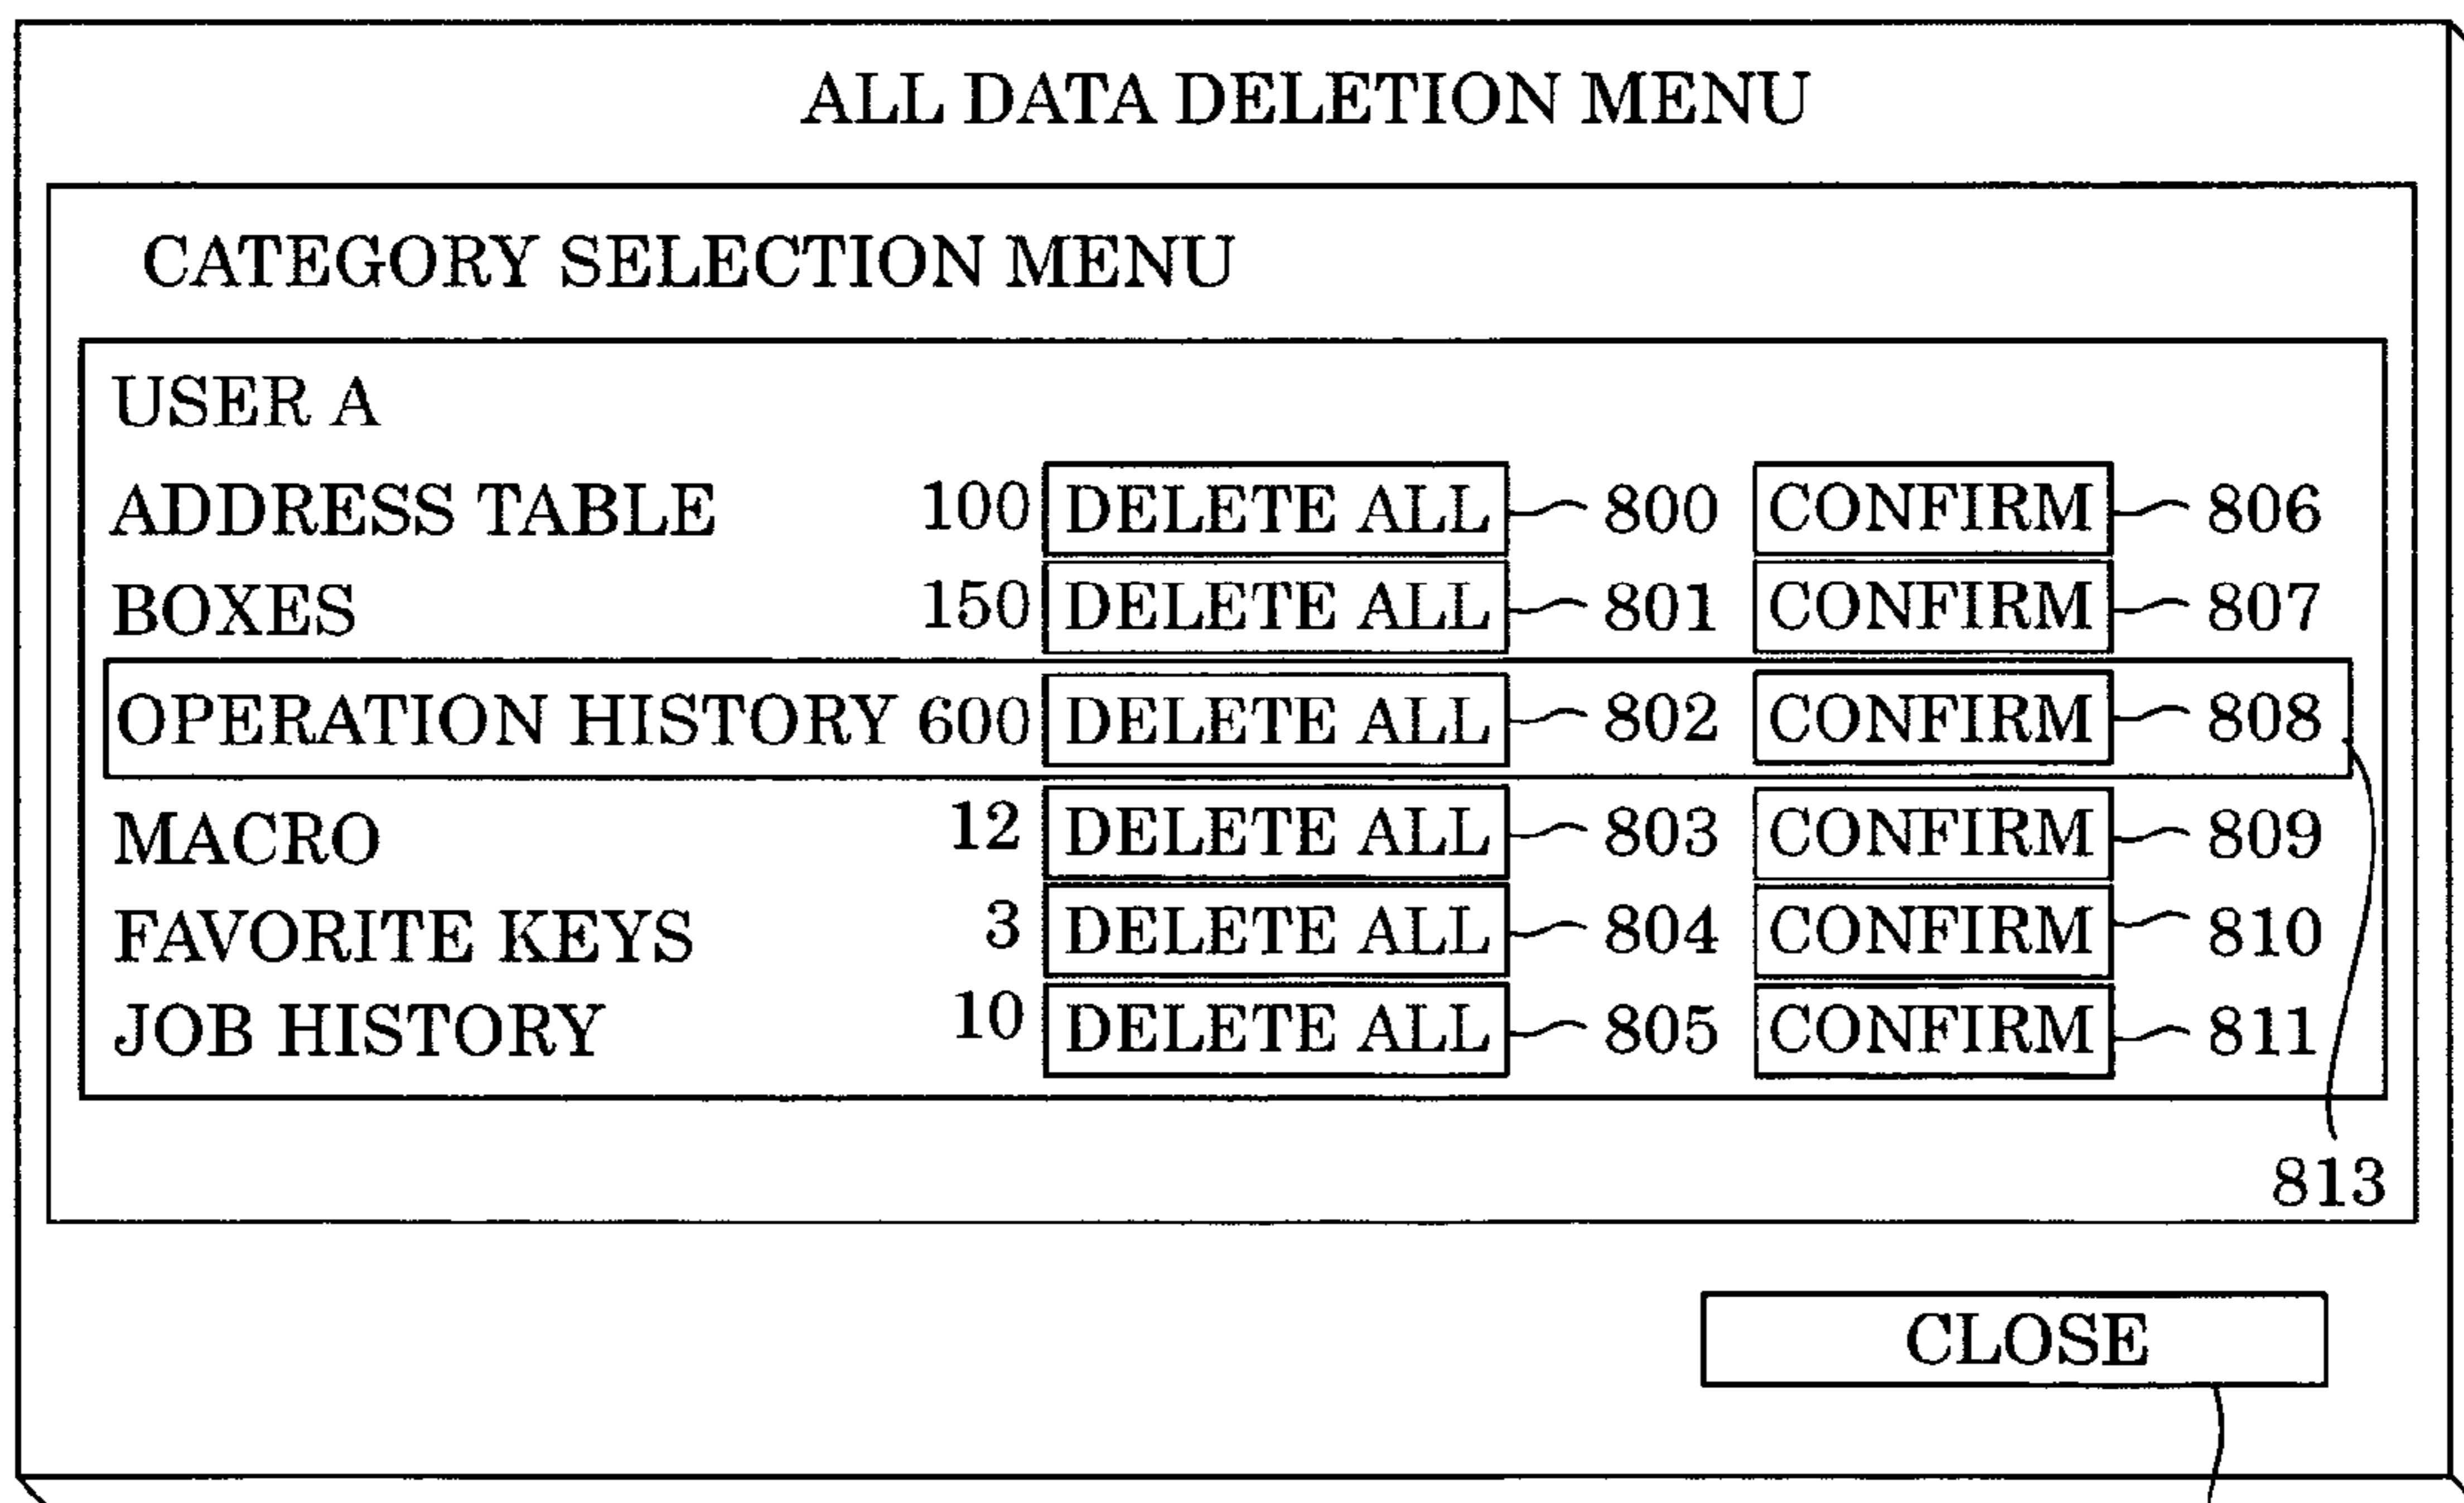 ALL DATA DELETION MENU
CATEGORY SELECTION MENU
USER A
ADDRESS TABLE 100 DELETE ALL 800 CONFIRM 806
BOXES 150 DELETE ALL 801 CONFIRM 807
OPERATION HISTORY 600 DELETE ALL 802 CONFIRM 808
MACRO 12 DELETE ALL 803 CONFIRM 809
FAVORITE KEYS 3 DELETE ALL 804 CONFIRM 810
JOB HISTORY 10 DELETE ALL 805 CONFIRM 811
813
CLOSE